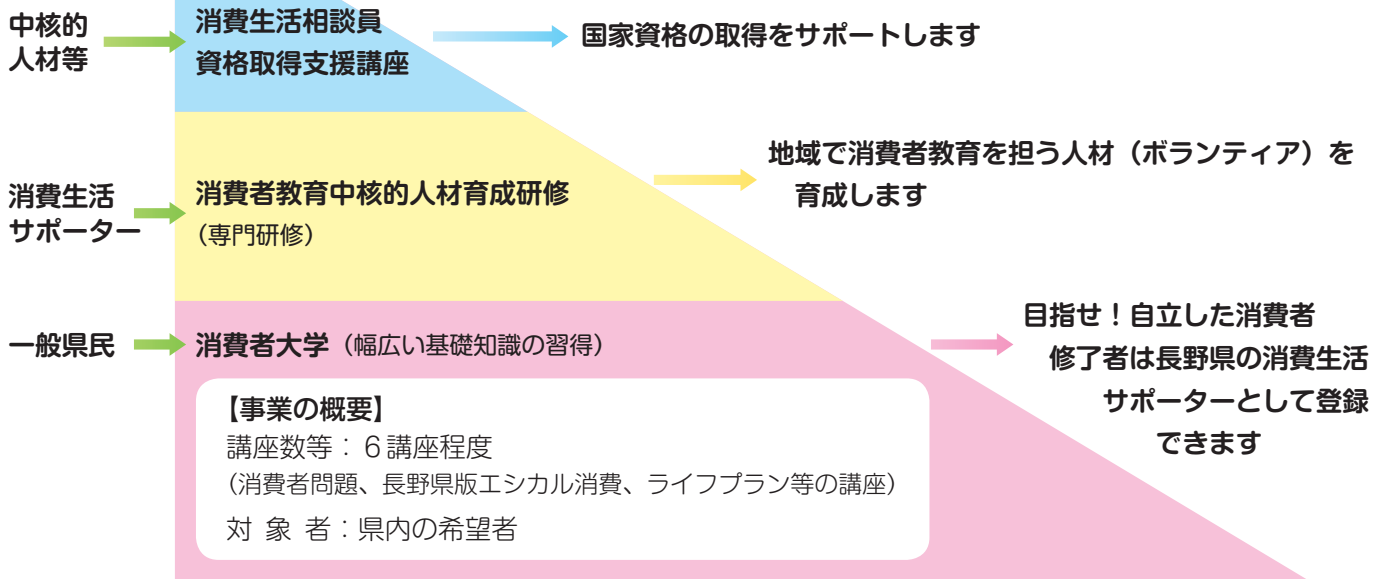 中核的
人材等
消費生活相談員
資格取得支援講座
国家資格の取得をサポートします
消費生活
サポーター
消費者教育中核的人材育成研修
（専門研修）
地域で消費者教育を担う人材（ボランティア）を
育成します
一般県民
消費者大学（幅広い基礎知識の習得）
目指せ！自立した消費者
修了者は長野県の消費生活
サポーターとして登録
できます
【事業の概要】
講座数等：６講座程度
（消費者問題、長野県版エシカル消費、ライフプラン等の講座）
対 象 者：県内の希望者